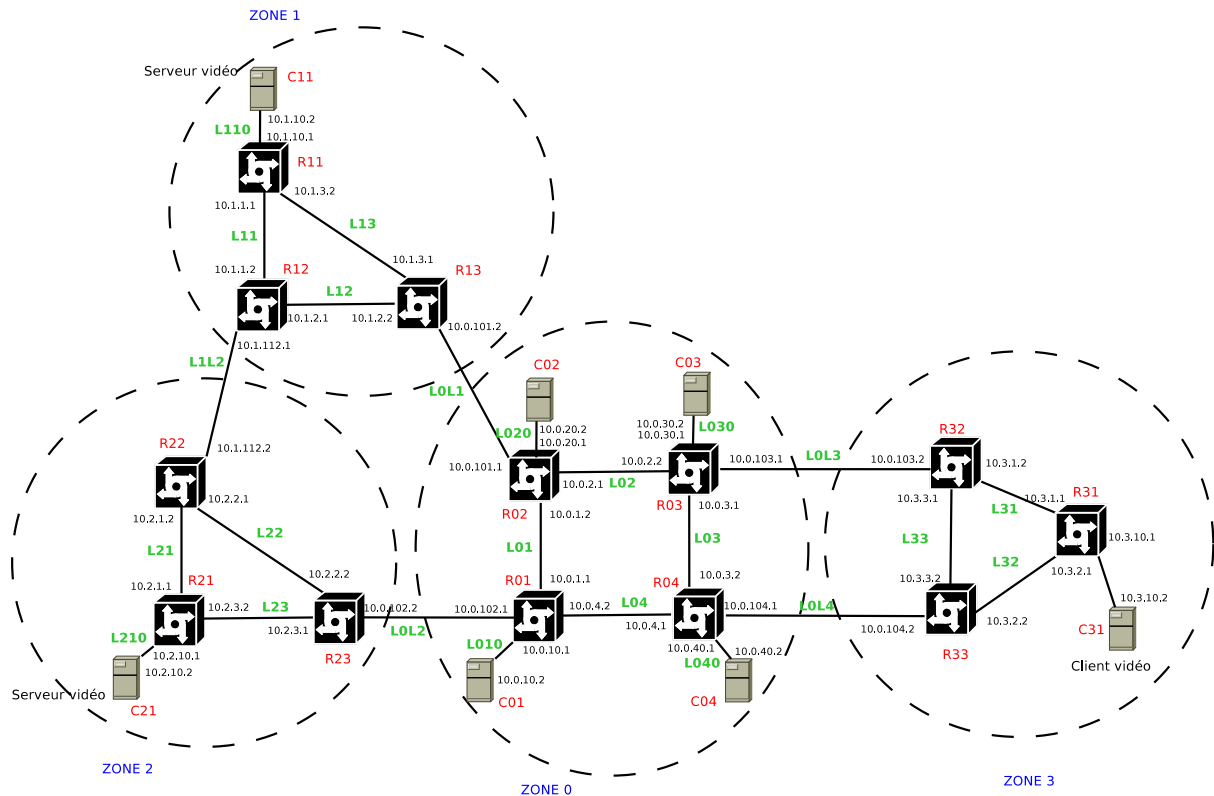 ZONE 1
Serveur vidéo
C11
10.1.10.2
L110
10.1.10.1
R11
10.1.3.2
10.1.1.1
L13
L11
10.1.3.1
10.1.1.2
R12
R13
L12
10.1.2.1
10.1.2.2
10.0.101.2
10.1.112.1
L1L2
L0L1
C02
C03
R22
10.1.112.2
L020
10.0.20.2
10.0.20.1
10.0.30.2
10.0.30.1
L030
R32
10.0.101.1
10.0.2.2
10.0.103.1
L0L3
10.0.103.2
10.3.1.2
L02
10.0.2.1
10.2.2.1
10.2.1.2
R02
10.0.1.2
R03
10.0.3.1
10.3.3.1
10.3.1.1
R31
L31
L22
L21
L01
L03
L33
L32
10.3.10.1
10.2.2.2
10.2.1.1
R21
R01
10.0.1.1
R04
10.0.3.2
10.3.3.2
10.3.2.1
10.2.3.2
L23
10.0.102.2
10.0.102.1
10.0.4.2
L04
10.0.104.1
L0L4
10.3.10.2
L0L2
10.2.3.1
10.0.4.1
10.0.104.2
10.3.2.2
C31
L210
10.2.10.1
10.2.10.2
R23
L010
10.0.10.1
10.0.40.1
10.0.40.2
L040
R33
Client vidéo
Serveur vidéo
C21
10.0.10.2
C01
C04
ZONE 2
ZONE 0
ZONE 3